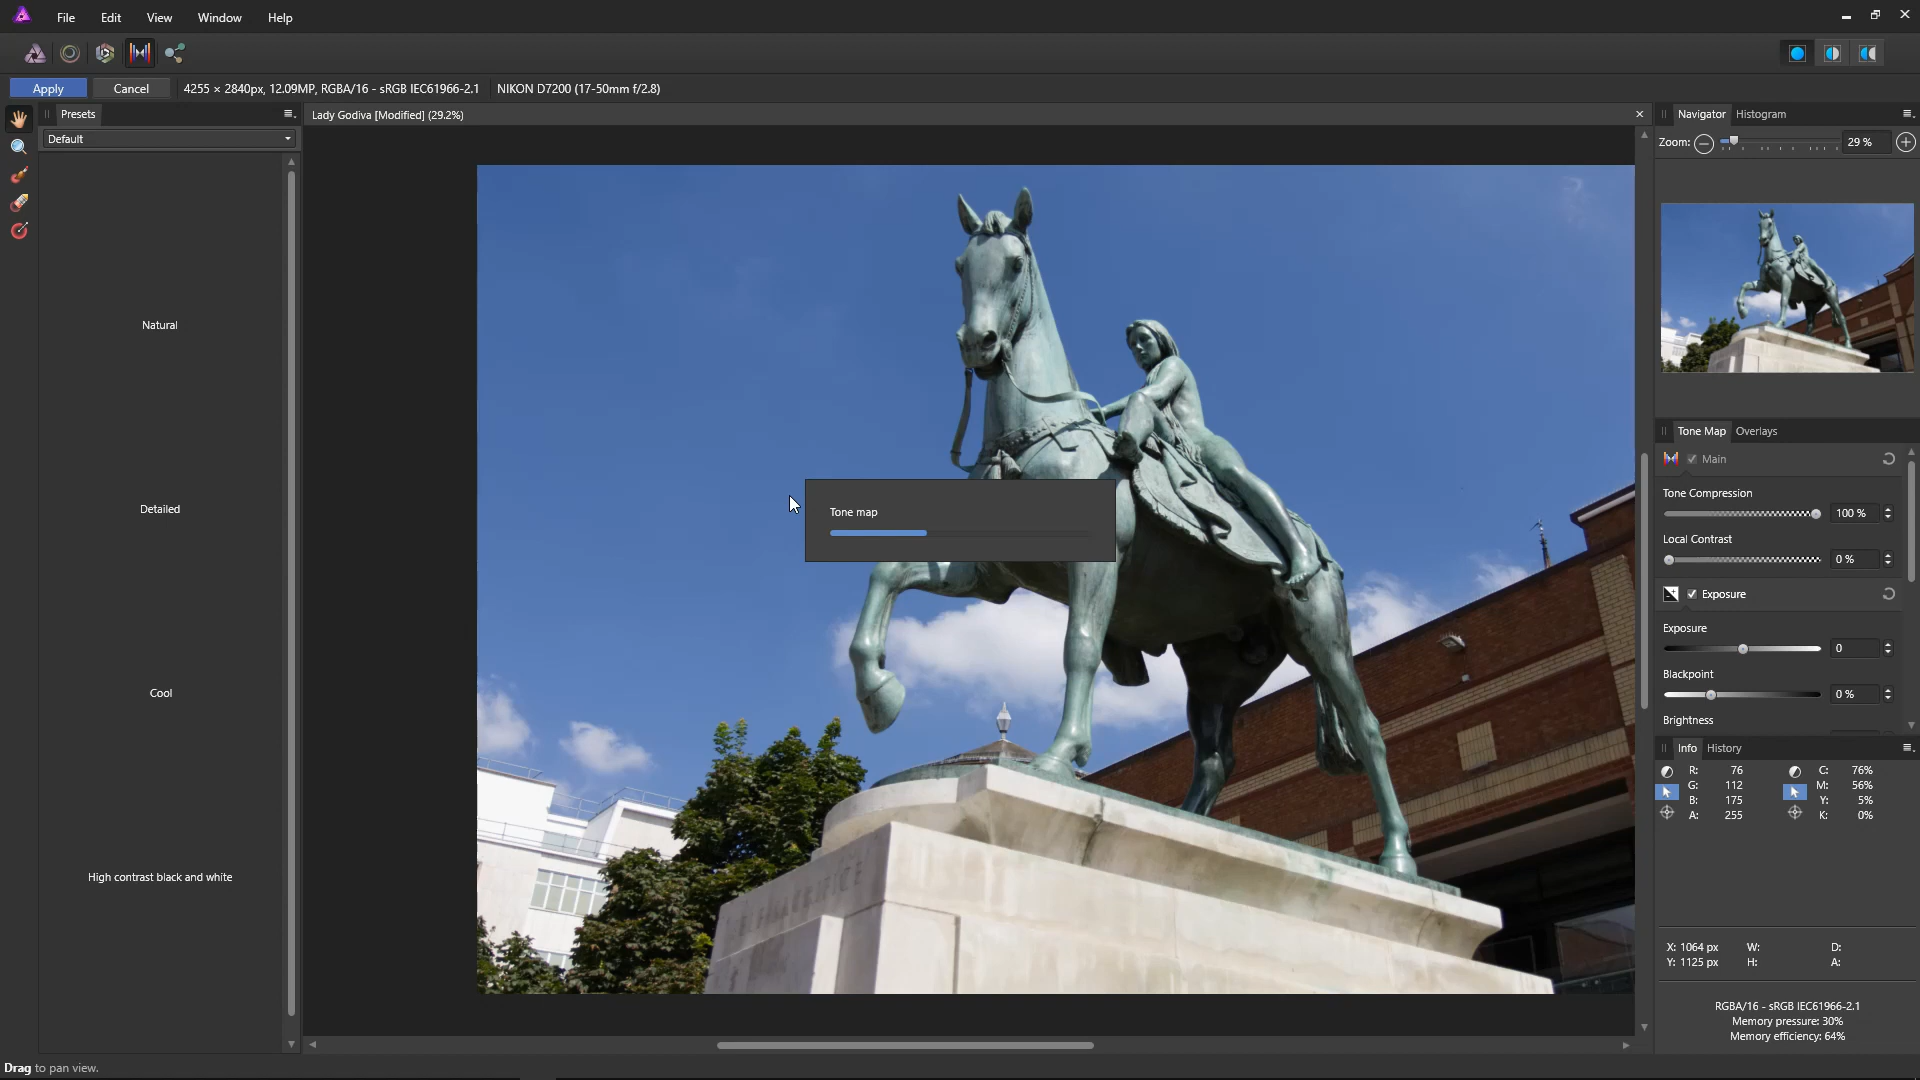 File Edit View Window Help
Apply Cancel 4255 × 2840px, 12.09MP, RGBA/16 - sRGB IEC61966-2.1 NIKON D7200 (17-50mm f/2.8)
Presets
Default
Natural
Detailed
Cool
High contrast black and white
Lady Godiva [Modified] (29.2%)
Tone map
Navigator Histogram
Zoom: 29 %
Tone Map Overlays
Main
Tone Compression
100 %
Local Contrast
0 %
Exposure
Exposure
0
Blackpoint
0 %
Brightness
Info History
R: 76 C: 76%
G: 112 M: 56%
B: 175 Y: 5%
A: 255 K: 0%
X: 1064 px W: D:
Y: 1125 px H: A:
RGBA/16 - sRGB IEC61966-2.1
Memory pressure: 30%
Memory efficiency: 64%
Drag to pan view.